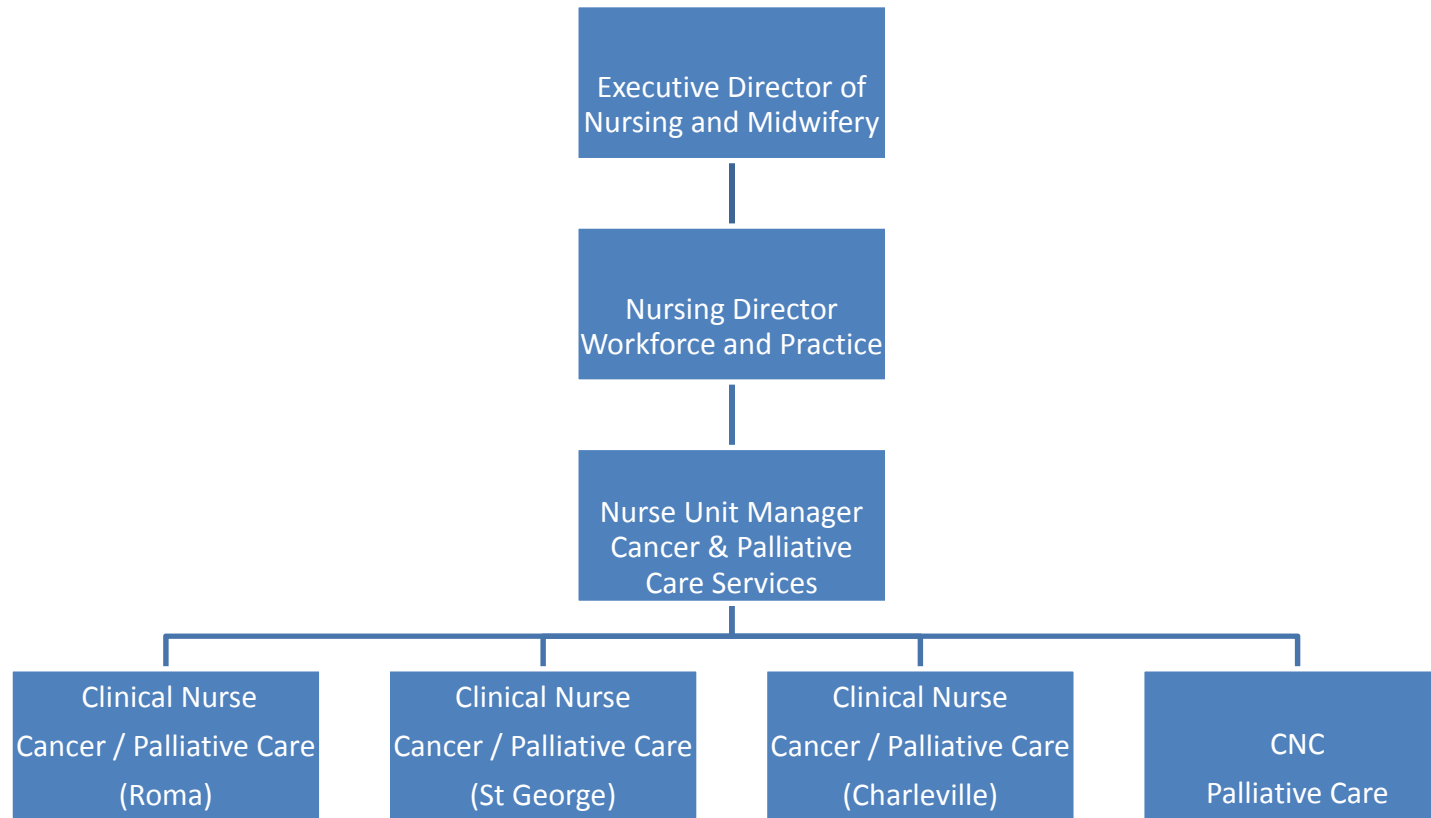 Executive Director of
Nursing and Midwifery
Nursing Director
Workforce and Practice
Nurse Unit Manager
Cancer & Palliative
Care Services
Clinical Nurse
Cancer / Palliative Care
(Roma)
Clinical Nurse
Cancer / Palliative Care
(St George)
Clinical Nurse
Cancer / Palliative Care
(Charleville)
CNC
Palliative Care